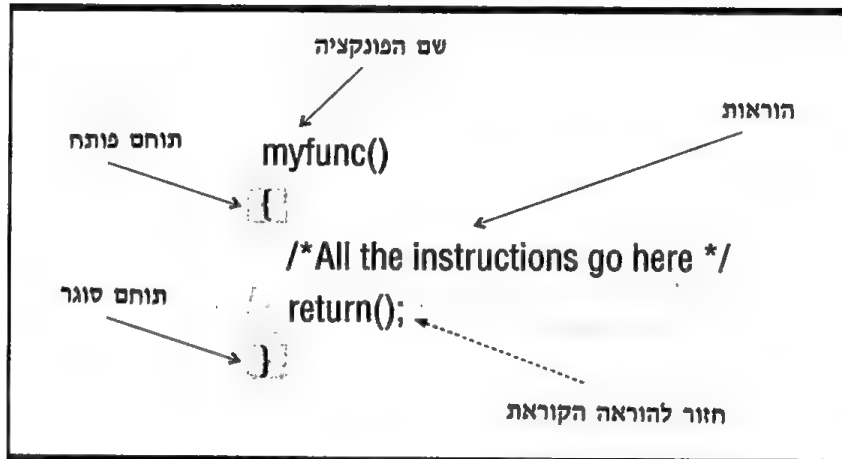 שם הפונקציה
הוראות
תוחם פותח
myfunc()
{
/*All the instructions go here */
תוחם סוגר
return();
}
חזור להוראה הקוראת